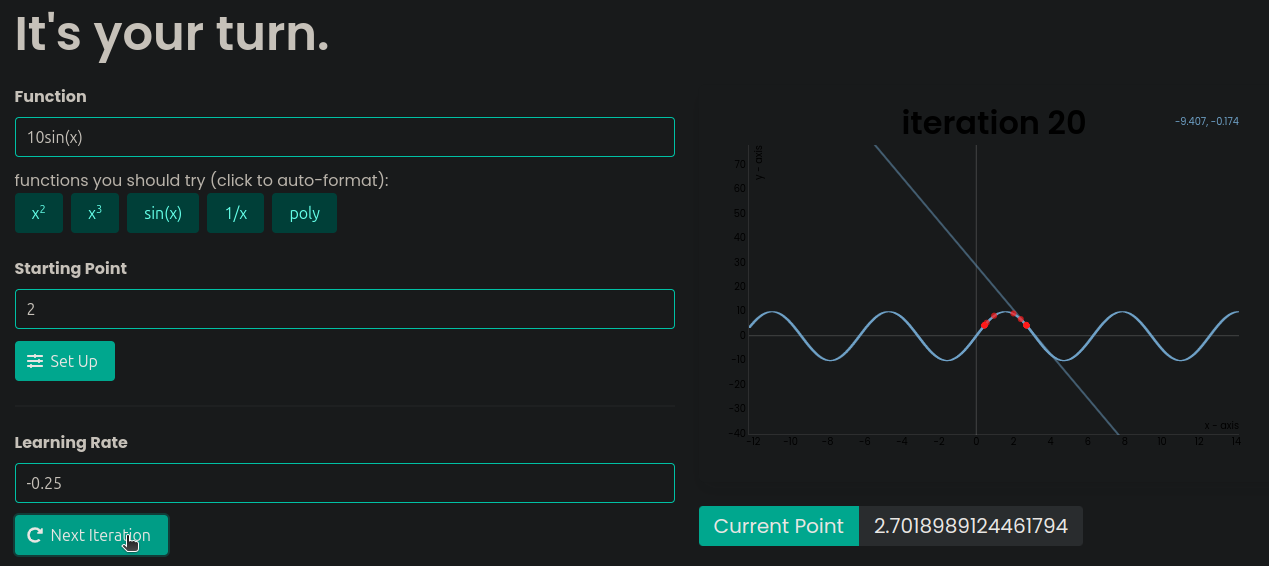 It's your turn.
Function
10sin(x)
functions you should try (click to auto-format):
x² x³ sin(x) 1/x poly
Starting Point
2
Set Up
Learning Rate
-0.25
Next Iteration
iteration 20
-9.407, -0.174
y - axis
70
60
50
40
30
20
10
0
-10
-20
-30
-40
x - axis
-12 -10 -8 -6 -4 -2 0 2 4 6 8 10 12 14
Current Point 2.7018989124461794